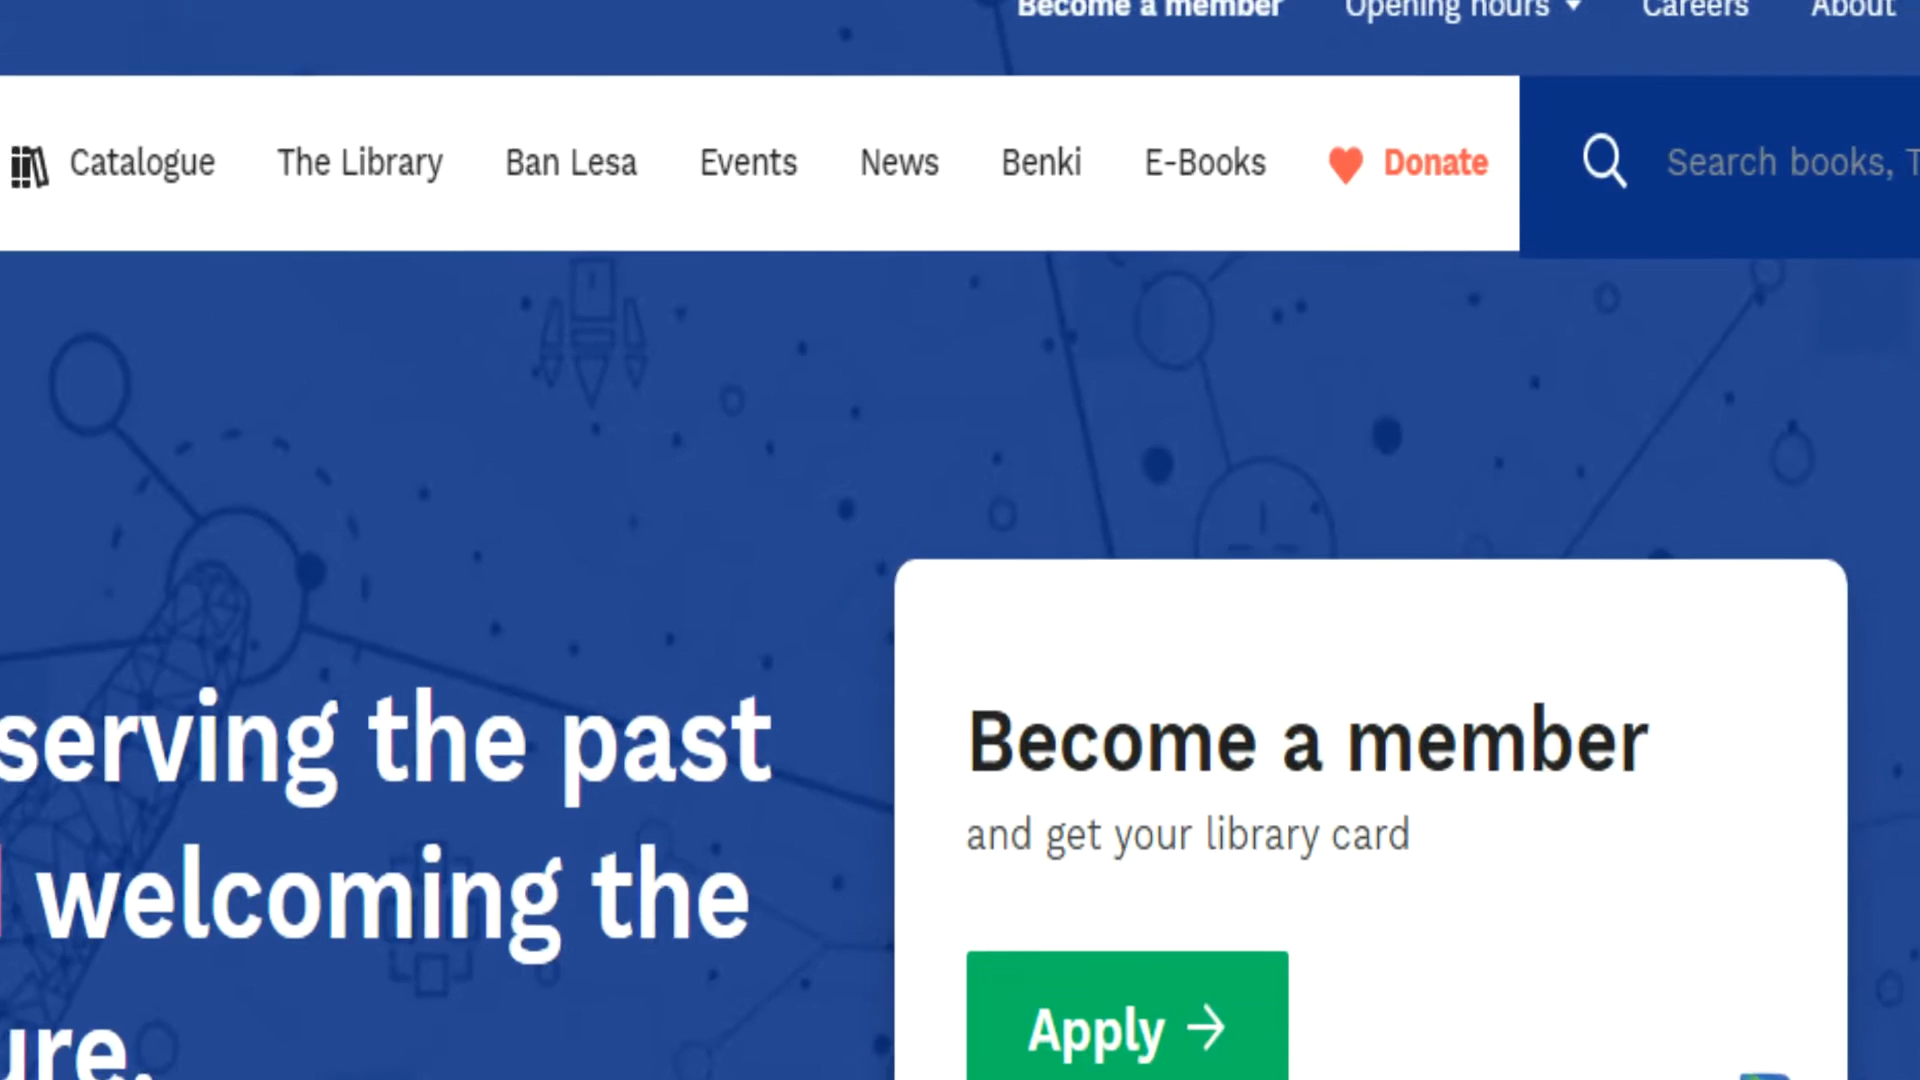 Become a member Opening hours Careers About
Catalogue The Library Ban Lesa Events News Benki E-Books Donate Search books,
serving the past
welcoming the
ure.
Become a member
and get your library card
Apply →